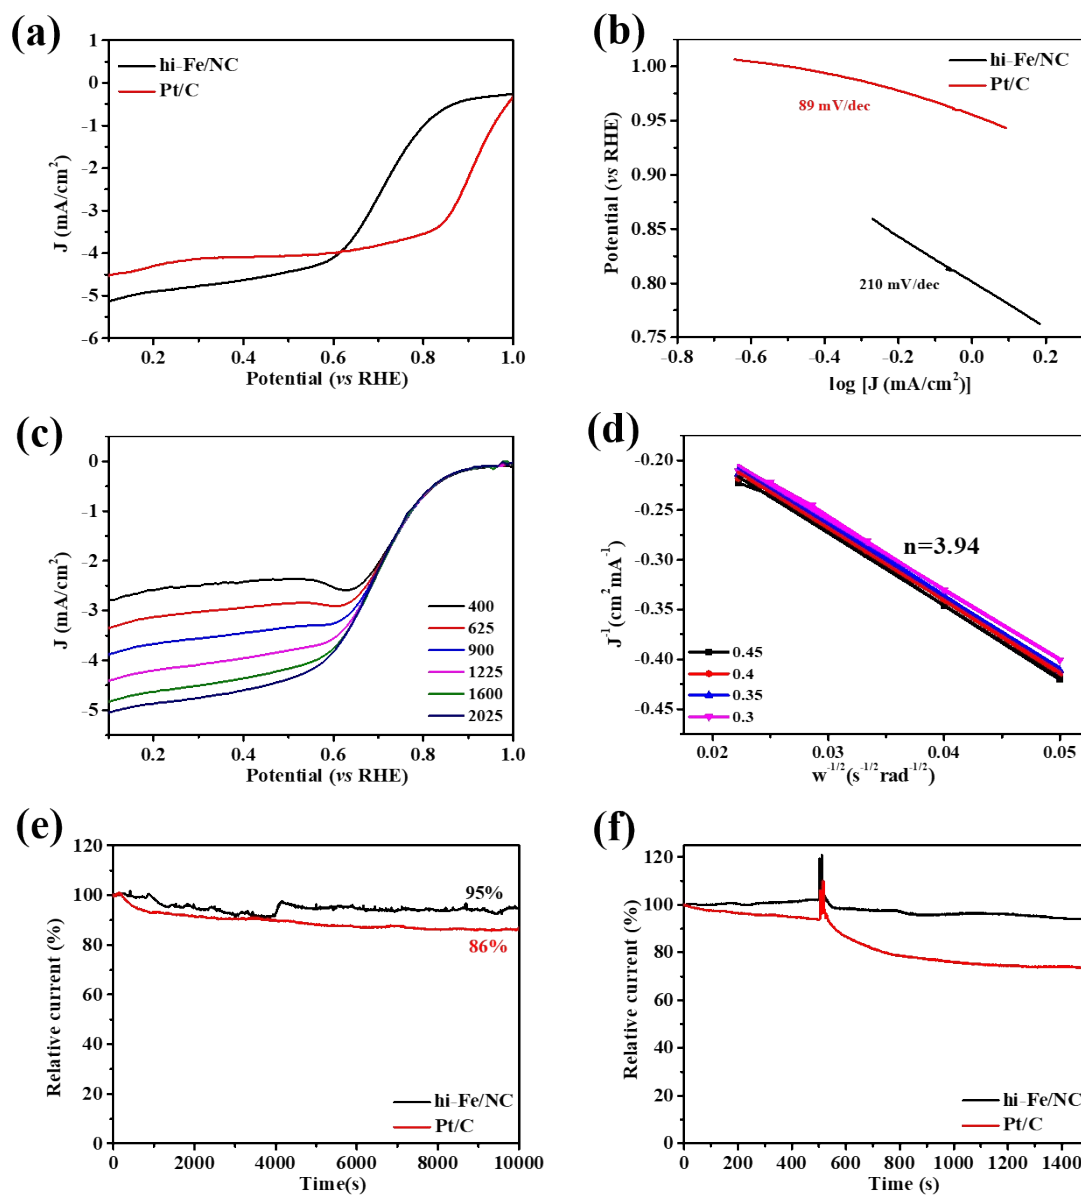 (a)
1
0
-1
-2
-3
-4
-5
-6
J (mA/cm²)
hi-Fe/NC
Pt/C
0.2 0.4 0.6 0.8 1.0
Potential (vs RHE)
(b)
1.00
0.95
0.90
0.85
0.80
0.75
Potential (vs RHE)
hi-Fe/NC
Pt/C
89 mV/dec
210 mV/dec
-0.8 -0.6 -0.4 -0.2 0.0 0.2
log [J (mA/cm²)]
(c)
0
-1
-2
-3
-4
-5
J (mA/cm²)
400
625
900
1225
1600
2025
0.2 0.4 0.6 0.8 1.0
Potential (vs RHE)
(d)
-0.20
-0.25
-0.30
-0.35
-0.40
-0.45
J⁻¹(cm²mA⁻¹)
n=3.94
0.45
0.4
0.35
0.3
0.02 0.03 0.04 0.05
w⁻¹/²(s⁻¹/²rad⁻¹/²)
(e)
120
100
80
60
40
20
0
Relative current (%)
95%
86%
hi-Fe/NC
Pt/C
0 2000 4000 6000 8000 10000
Time(s)
(f)
120
100
80
60
40
20
0
Relative current (%)
hi-Fe/NC
Pt/C
0 200 400 600 800 1000 1200 1400
Time (s)